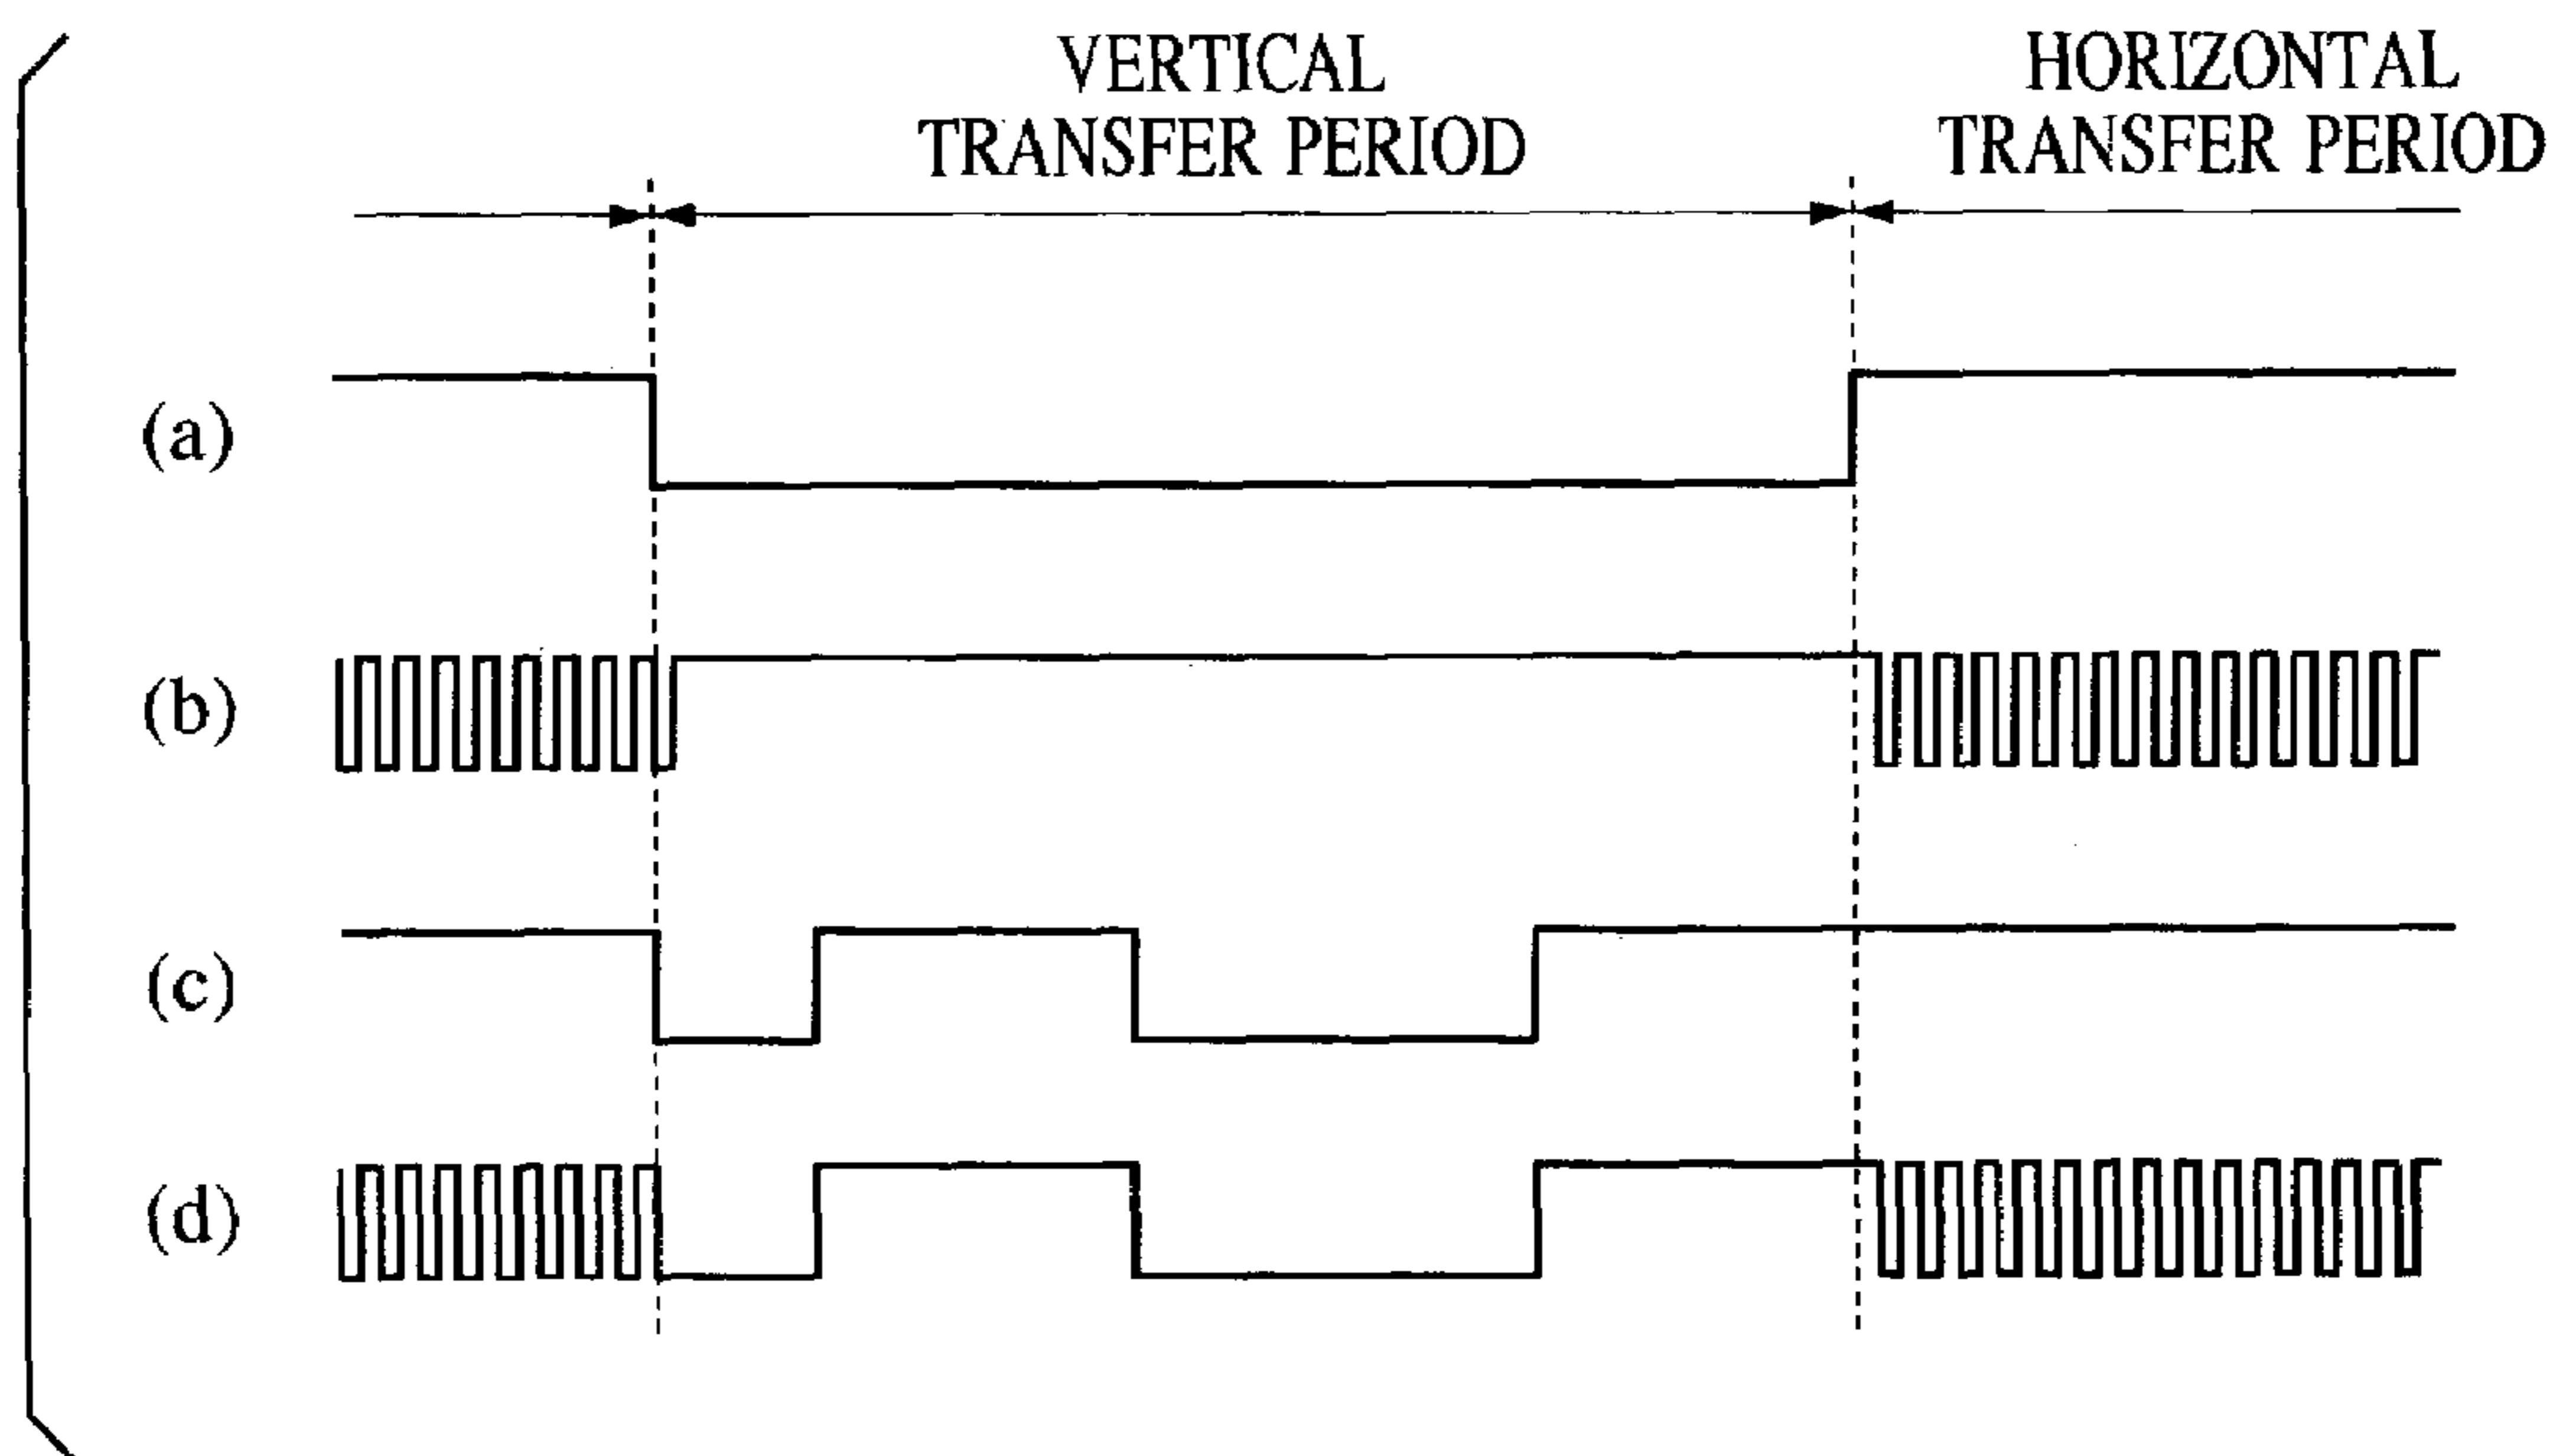 VERTICAL
TRANSFER PERIOD
HORIZONTAL
TRANSFER PERIOD
(a)
(b)
(c)
(d)